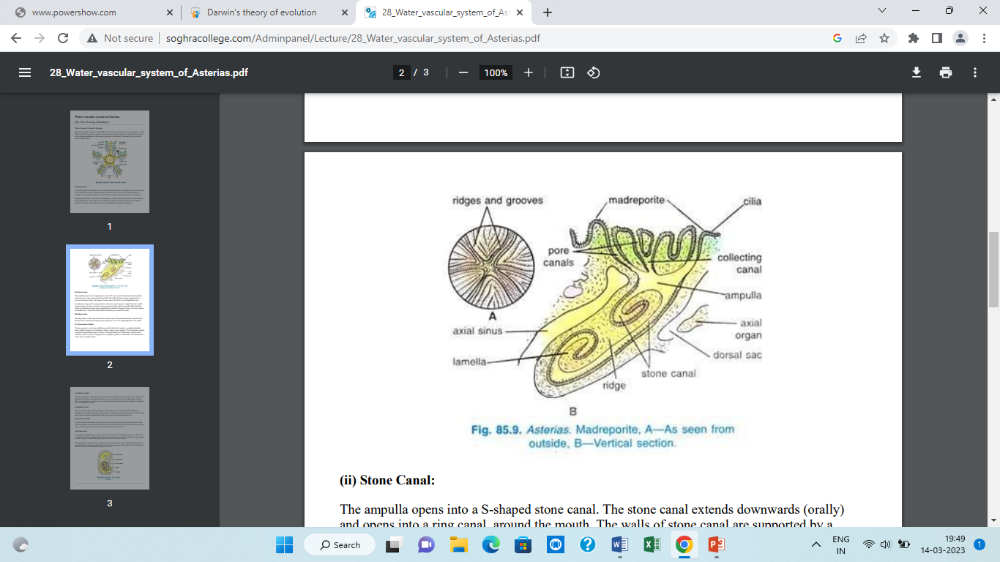 www.powershow.com
Darwin's theory of evolution
28_Water_vascular_system_of_As
Not secure
soghracollege.com/Adminpanel/Lecture/28_Water_vascular_system_of_Asterias.pdf
28_Water_vascular_system_of_Asterias.pdf
2 / 3
100%
1
2
3
ridges and grooves
madreporite
cilia
pore
canals
collecting
canal
ampulla
A
axial sinus
axial
organ
lamella
dorsal sac
stone canal
ridge
B
Fig. 85.9. Asterias. Madreporite, A—As seen from
outside, B—Vertical section.
(ii) Stone Canal:
The ampulla opens into a S-shaped stone canal. The stone canal extends downwards (orally)
and opens into a ring canal, around the mouth. The walls of stone canal are supported by a
Search
ENG
IN
19:49
14-03-2023
1